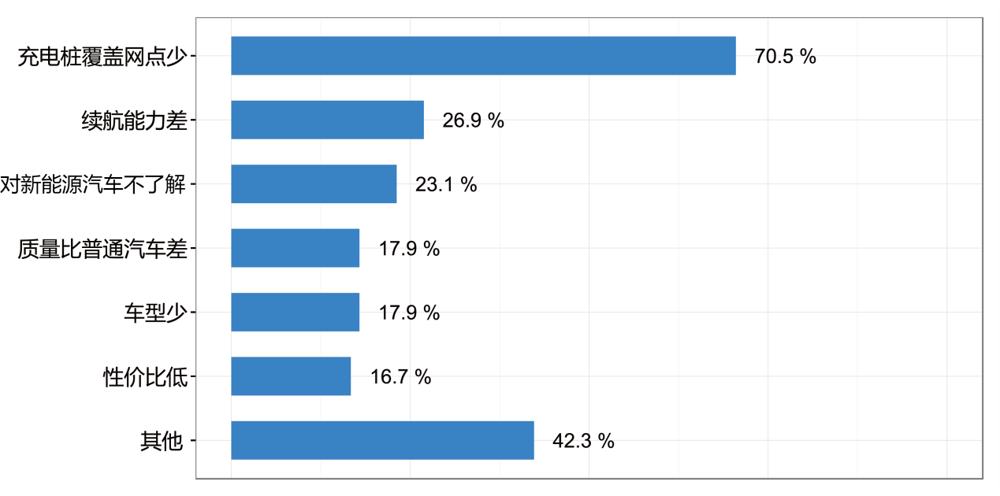 充电桩覆盖网点少 70.5 %
续航能力差 26.9 %
对新能源汽车不了解 23.1 %
质量比普通汽车差 17.9 %
车型少 17.9 %
性价比低 16.7 %
其他 42.3 %